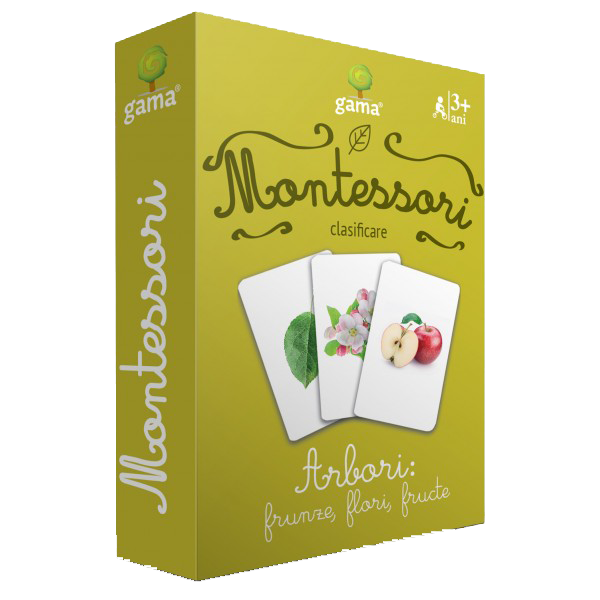 gama®
Montessori
gama®
3+
ani
Montessori
clasificare
Arbori:
frunze, flori, fructe